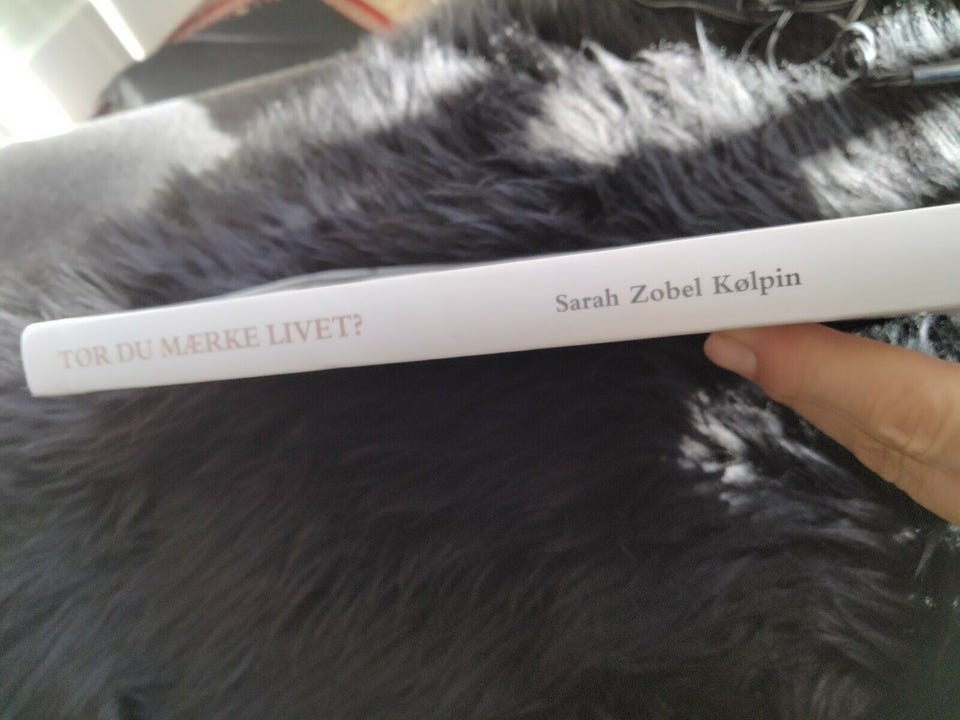 TØR DU MÆRKE LIVET?
Sarah Zobel Kølpin